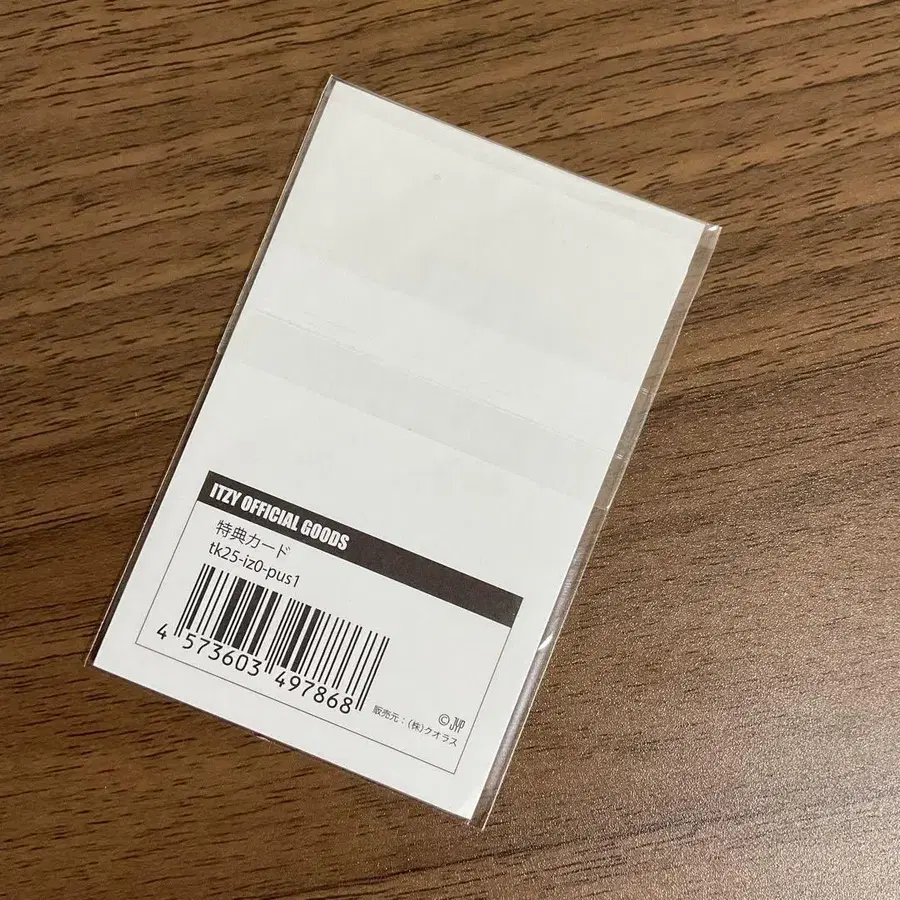 ITZY OFFICIAL GOODS
特典カード
tk25-iz0-pus1
4 573603 497868
販売元：(株)クオラス
© JYP